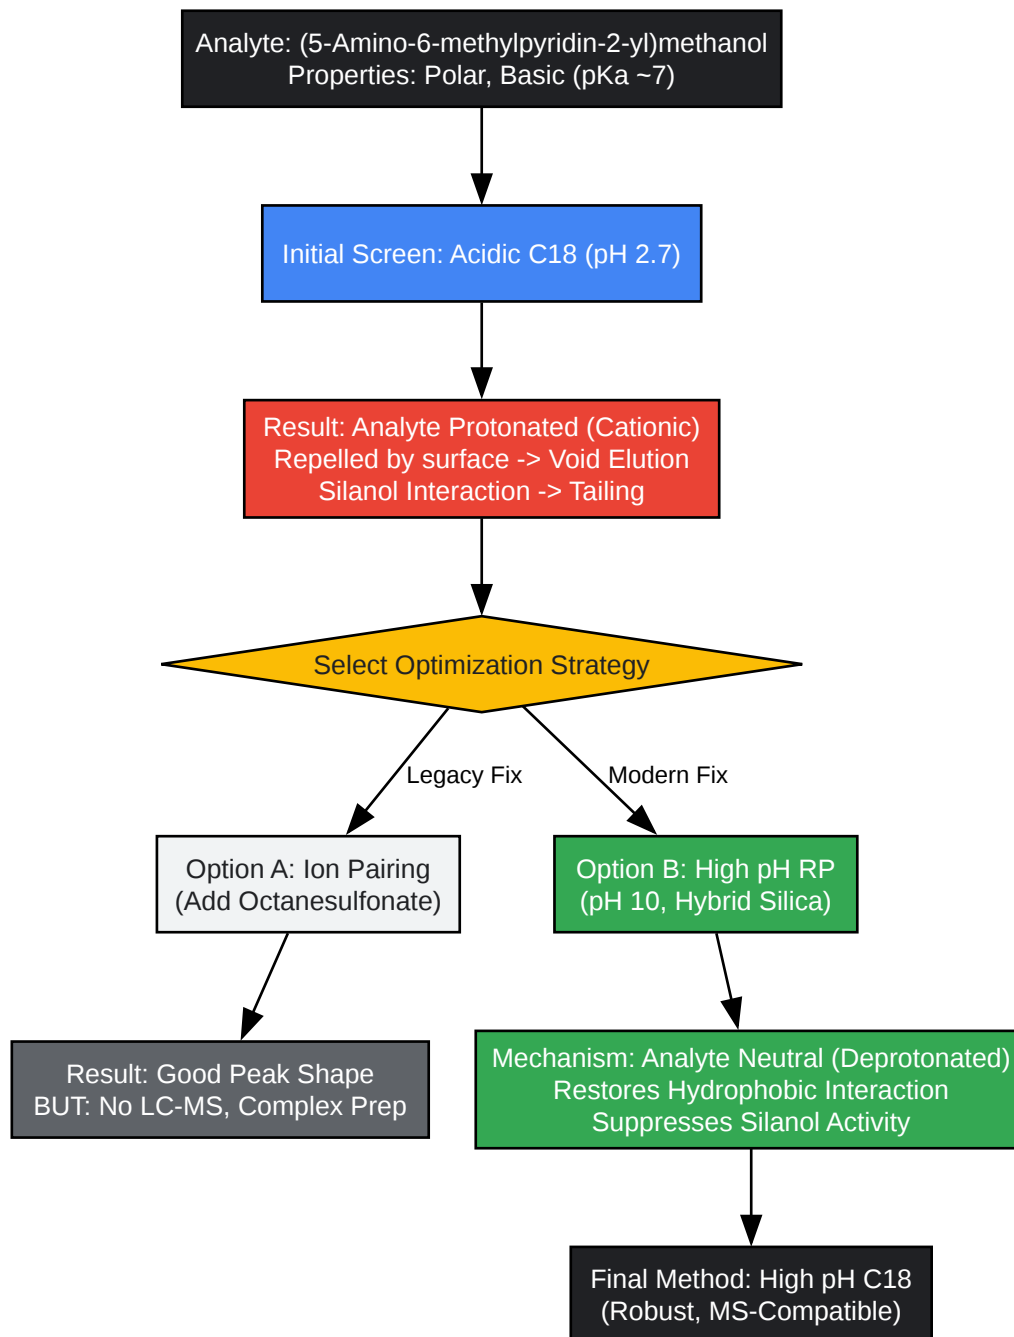 Analyte: (5-Amino-6-methylpyridin-2-yl)methanol
Properties: Polar, Basic (pKa ~7)
Initial Screen: Acidic C18 (pH 2.7)
Result: Analyte Protonated (Cationic)
Repelled by surface -> Void Elution
Silanol Interaction -> Tailing
Select Optimization Strategy
Legacy Fix
Modern Fix
Option A: Ion Pairing
(Add Octanesulfonate)
Option B: High pH RP
(pH 10, Hybrid Silica)
Result: Good Peak Shape
BUT: No LC-MS, Complex Prep
Mechanism: Analyte Neutral (Deprotonated)
Restores Hydrophobic Interaction
Suppresses Silanol Activity
Final Method: High pH C18
(Robust, MS-Compatible)